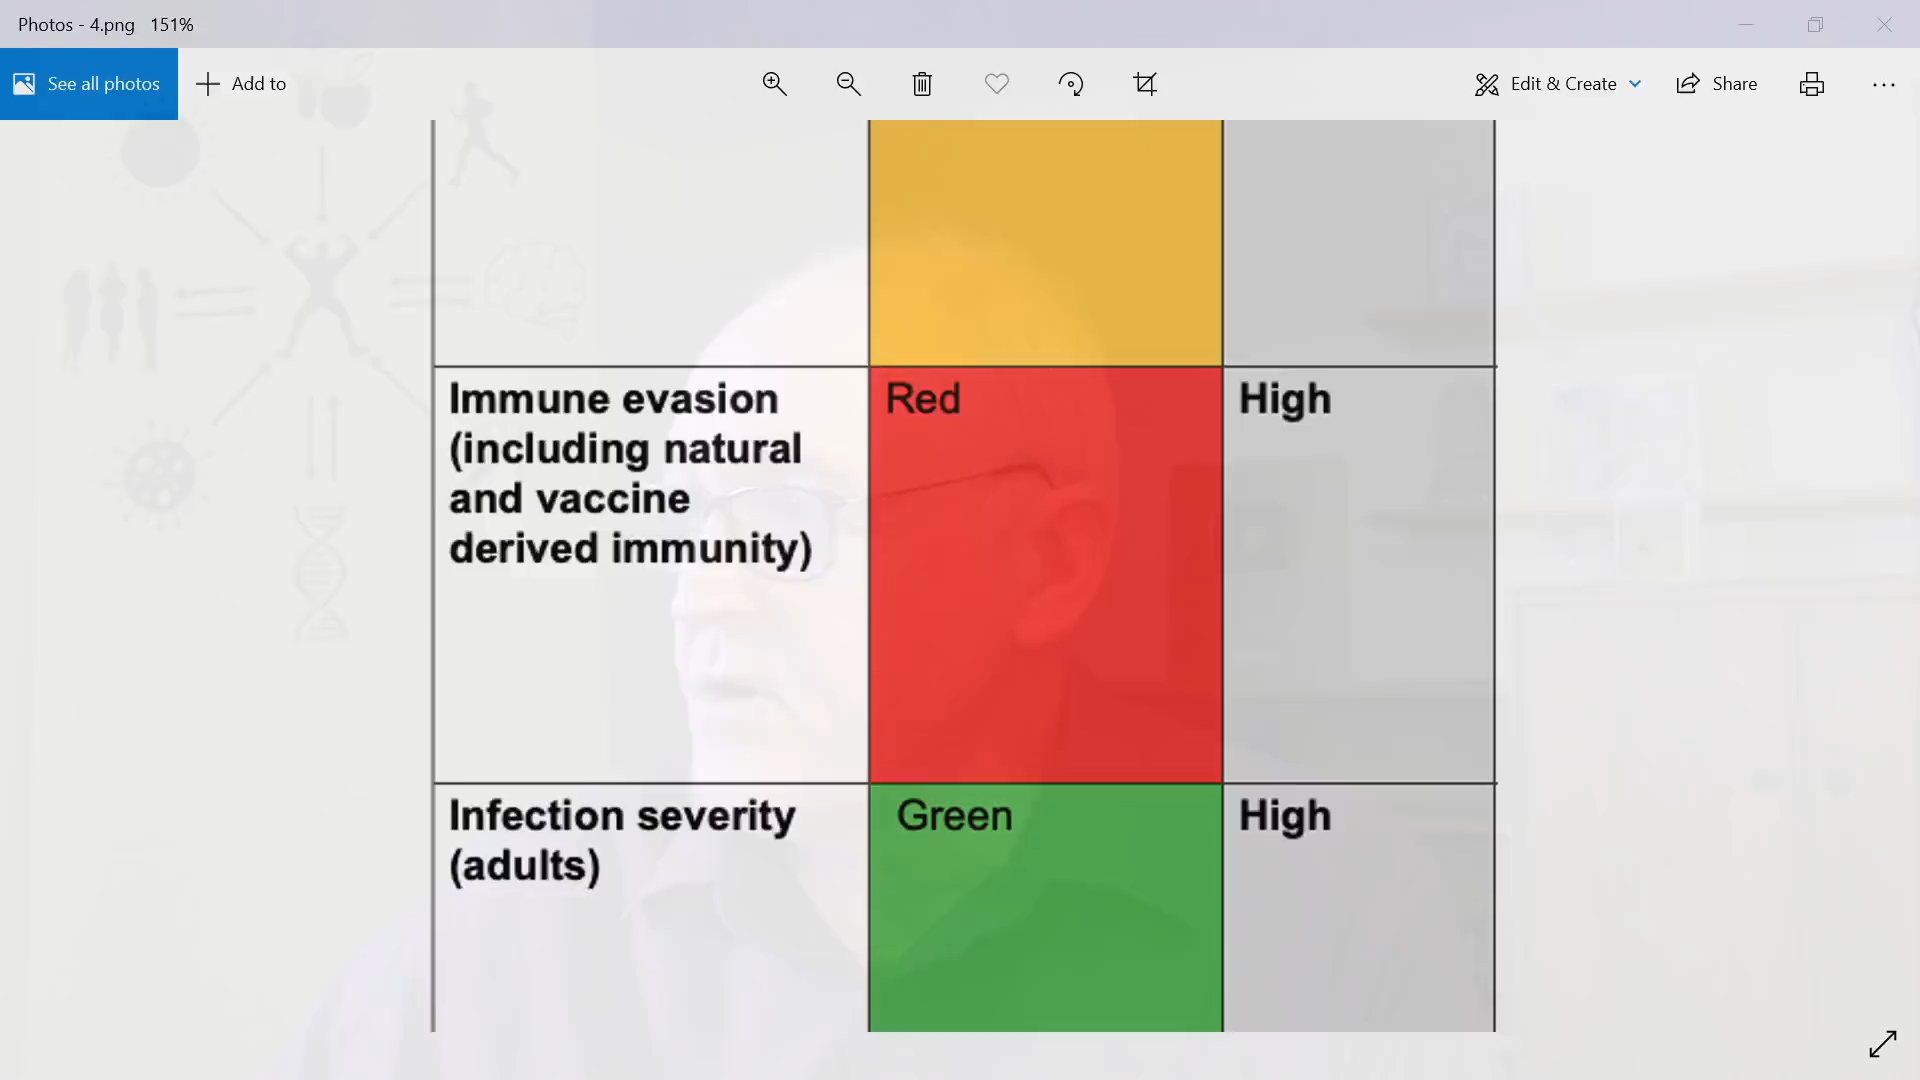 Photos - 4.png 151%
See all photos
Add to
Edit & Create
Share
Immune evasion
(including natural
and vaccine
derived immunity)
Red
High
Infection severity
(adults)
Green
High